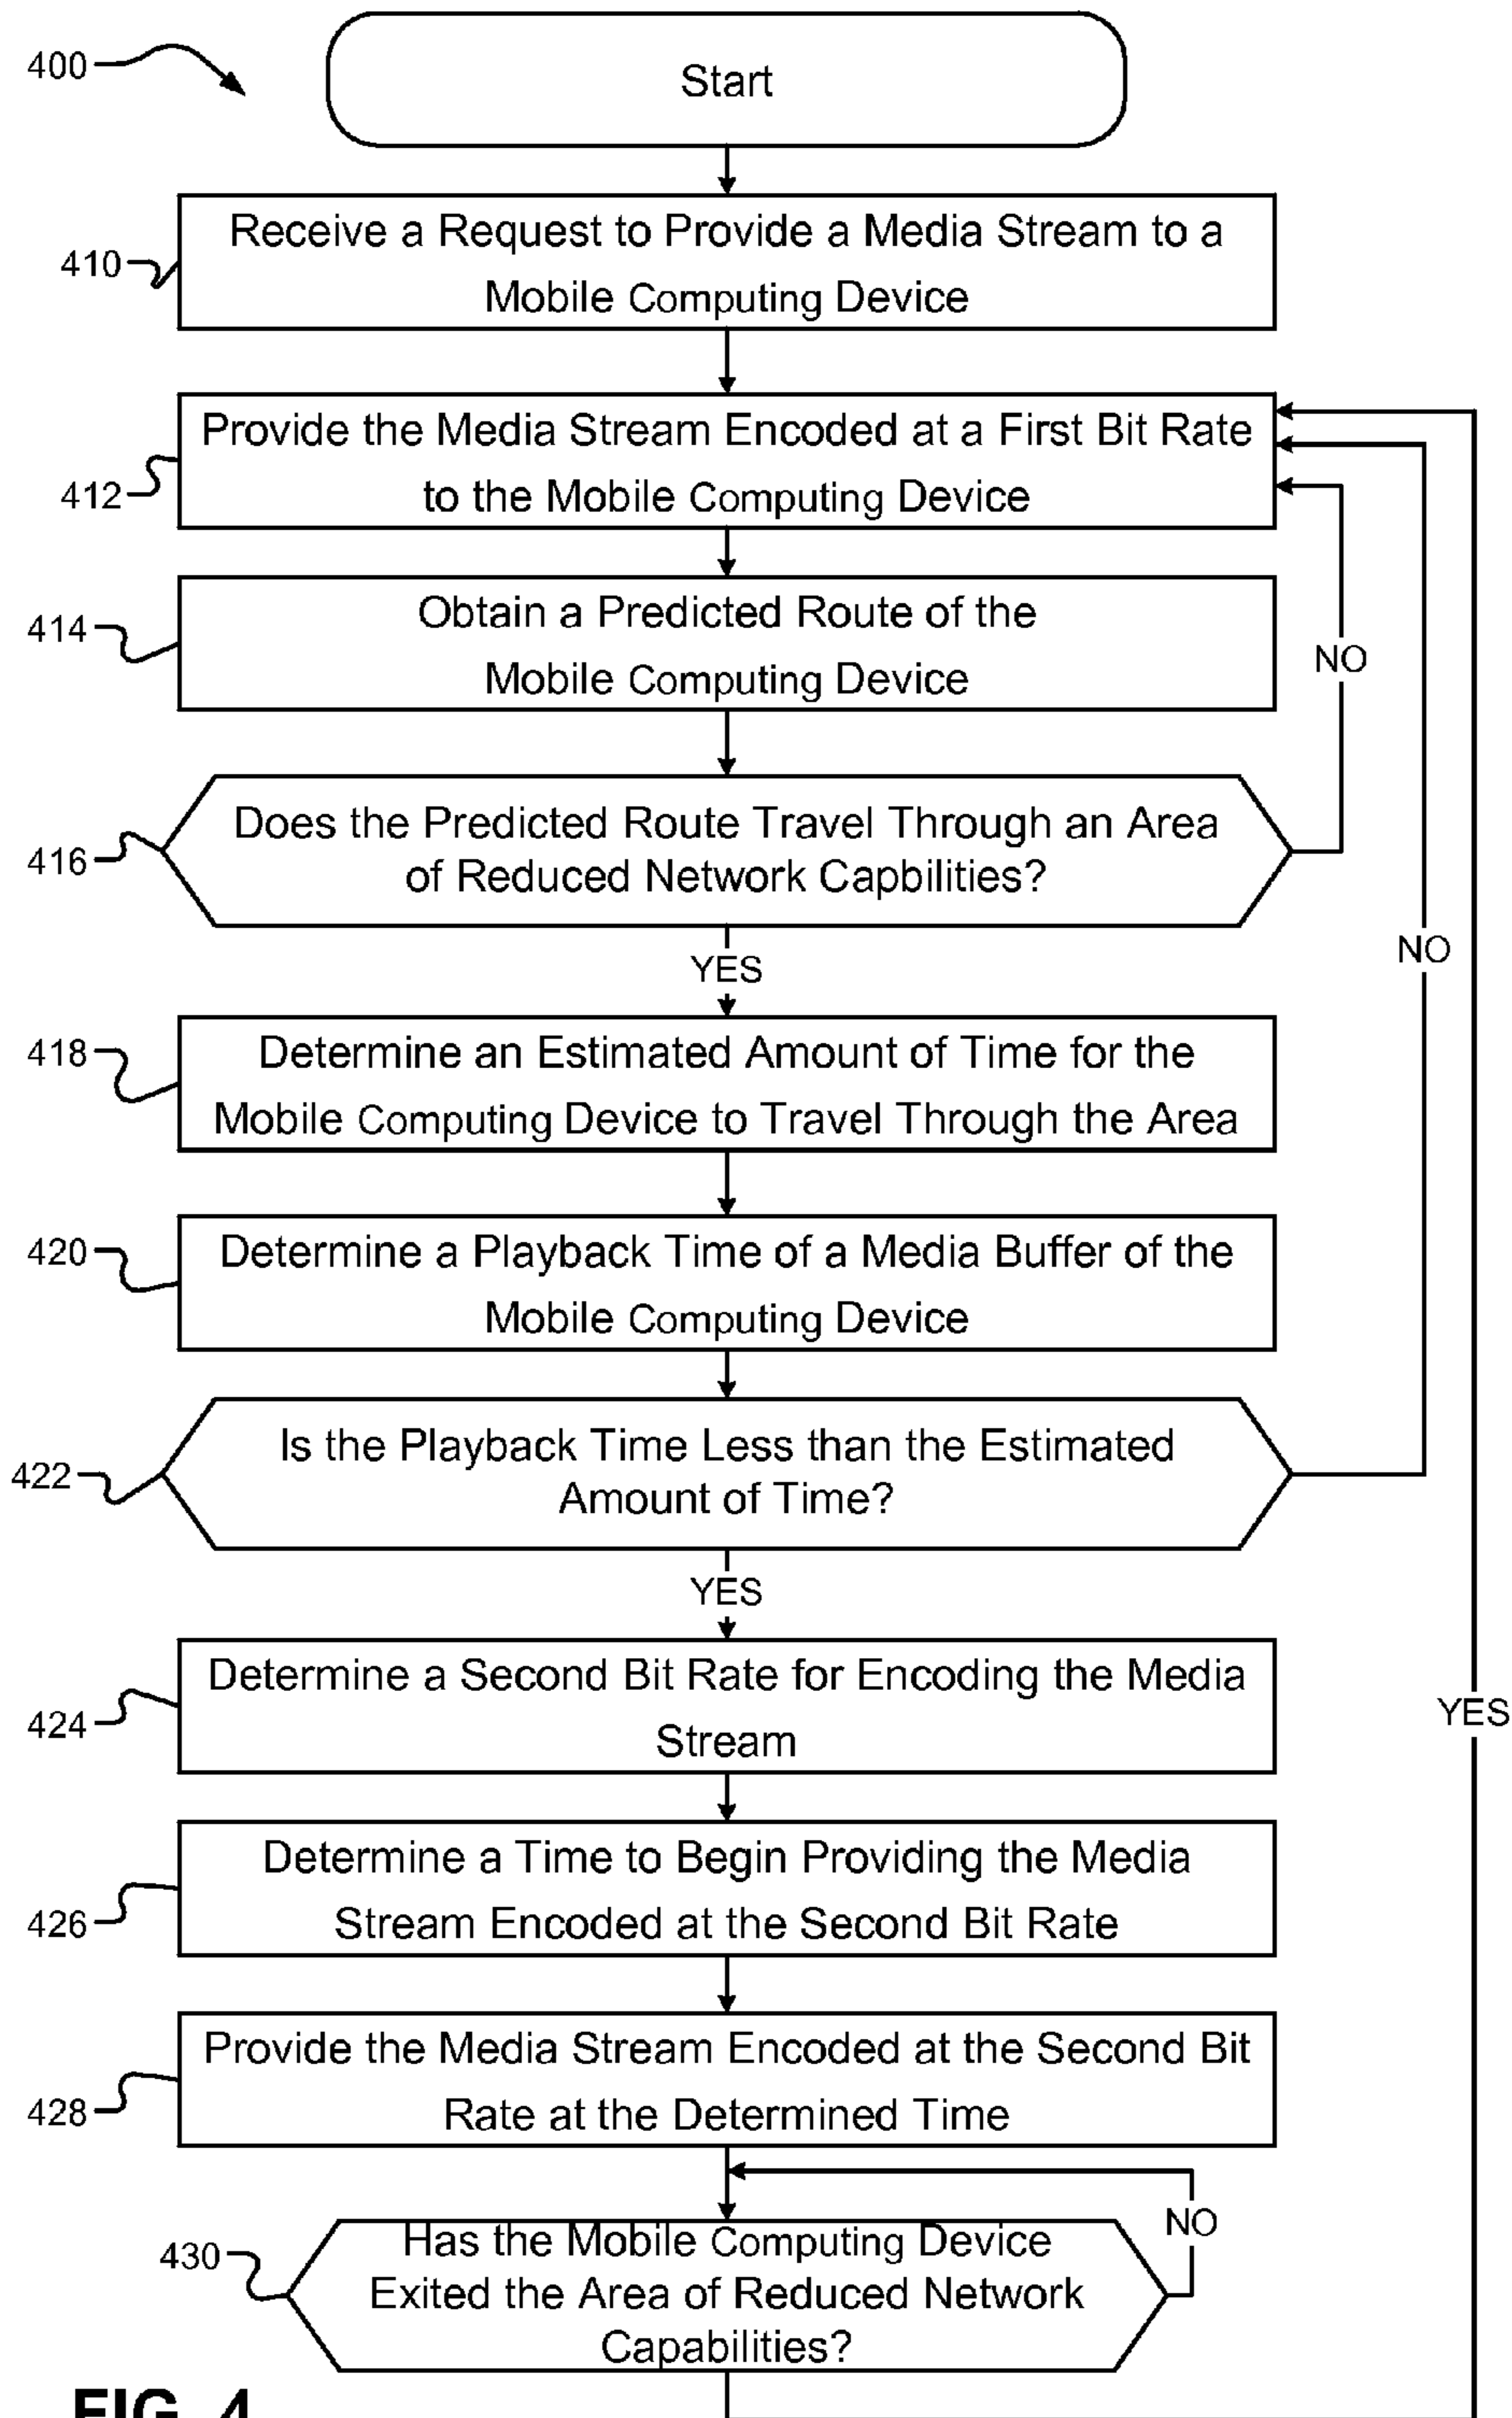 400
Start
410
Receive a Request to Provide a Media Stream to a
Mobile Computing Device
412
Provide the Media Stream Encoded at a First Bit Rate
to the Mobile Computing Device
414
Obtain a Predicted Route of the
Mobile Computing Device
NO
416
Does the Predicted Route Travel Through an Area
of Reduced Network Capbilities?
NO
YES
418
Determine an Estimated Amount of Time for the
Mobile Computing Device to Travel Through the Area
420
Determine a Playback Time of a Media Buffer of the
Mobile Computing Device
422
Is the Playback Time Less than the Estimated
Amount of Time?
YES
424
Determine a Second Bit Rate for Encoding the Media
Stream
YES
426
Determine a Time to Begin Providing the Media
Stream Encoded at the Second Bit Rate
428
Provide the Media Stream Encoded at the Second Bit
Rate at the Determined Time
NO
430
Has the Mobile Computing Device
Exited the Area of Reduced Network
Capabilities?
FIG. 4